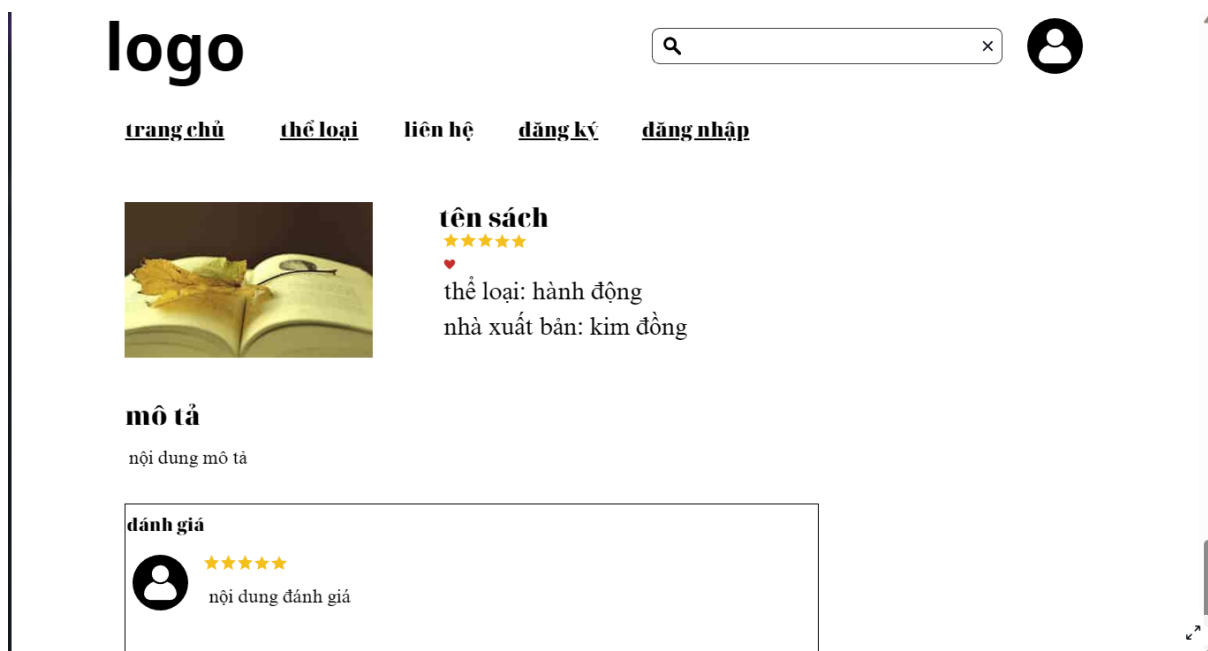 logo
trang chủ thể loại liên hệ đăng ký đăng nhập
tên sách
thể loại: hành động
nhà xuất bản: kim đồng
mô tả
nội dung mô tả
đánh giá
nội dung đánh giá